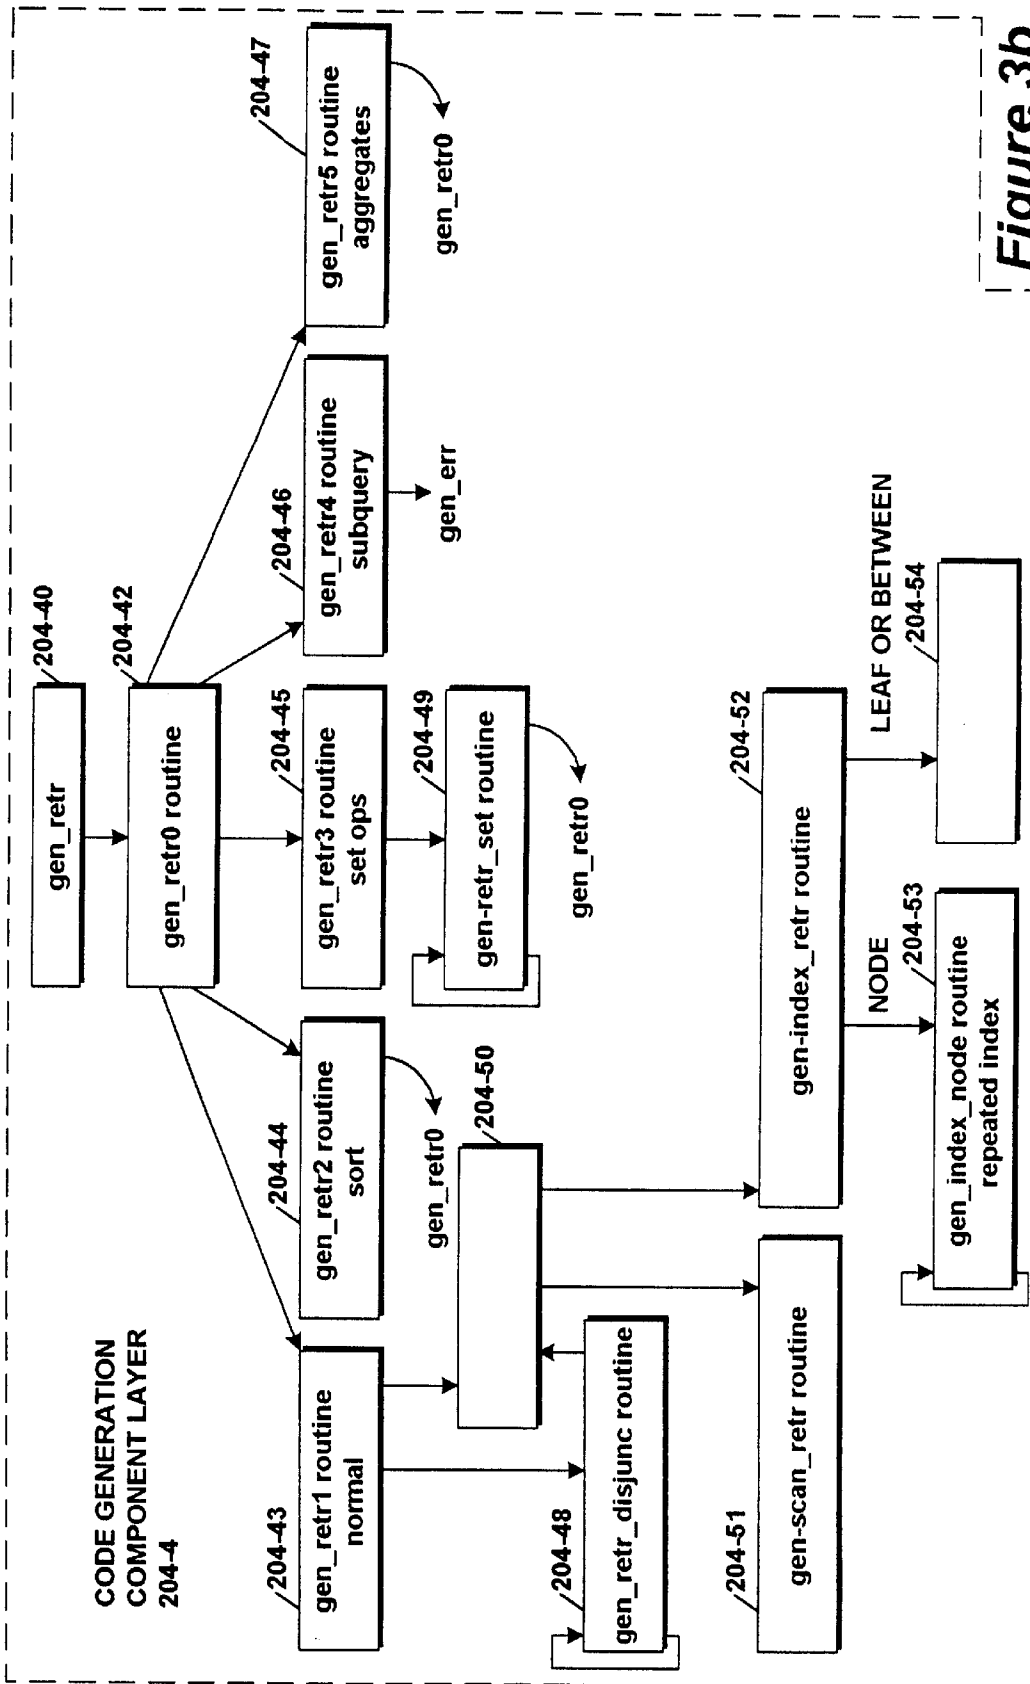 CODE GENERATION
COMPONENT LAYER
204-4
gen_retr
204-40
gen_retr0 routine
204-42
204-43
gen_retr1 routine
normal
204-44
gen_retr2 routine
sort
gen_retr0
204-45
gen_retr3 routine
set ops
204-46
gen_retr4 routine
subquery
gen_err
204-47
gen_retr5 routine
aggregates
gen_retr0
204-48
gen_retr_disjunc routine
204-50
204-49
gen-retr_set routine
gen_retr0
204-51
gen-scan_retr routine
204-52
gen-index_retr routine
NODE
204-53
gen_index_node routine
repeated index
LEAF OR BETWEEN
204-54
Figure 3b